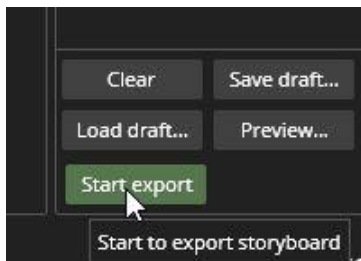 Clear
Save draft...
Load draft...
Preview...
Start export
Start to export storyboard